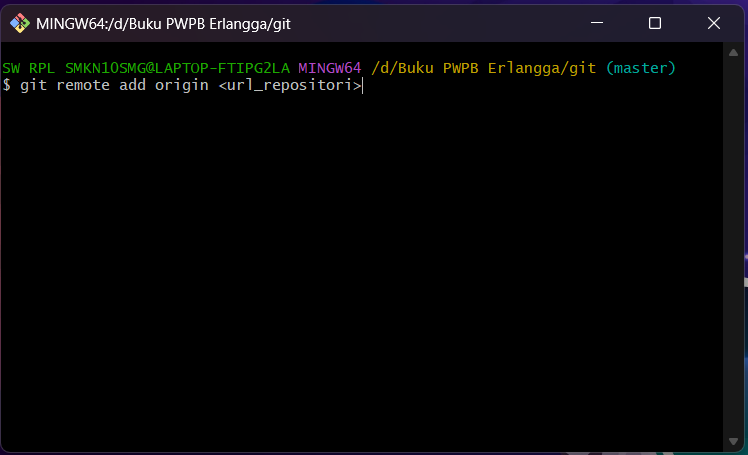 MINGW64:/d/Buku PWPB Erlangga/git
SW RPL SMKN10SMG@LAPTOP-FTIPG2LA MINGW64 /d/Buku PWPB Erlangga/git (master)
$ git remote add origin <url_repositori>